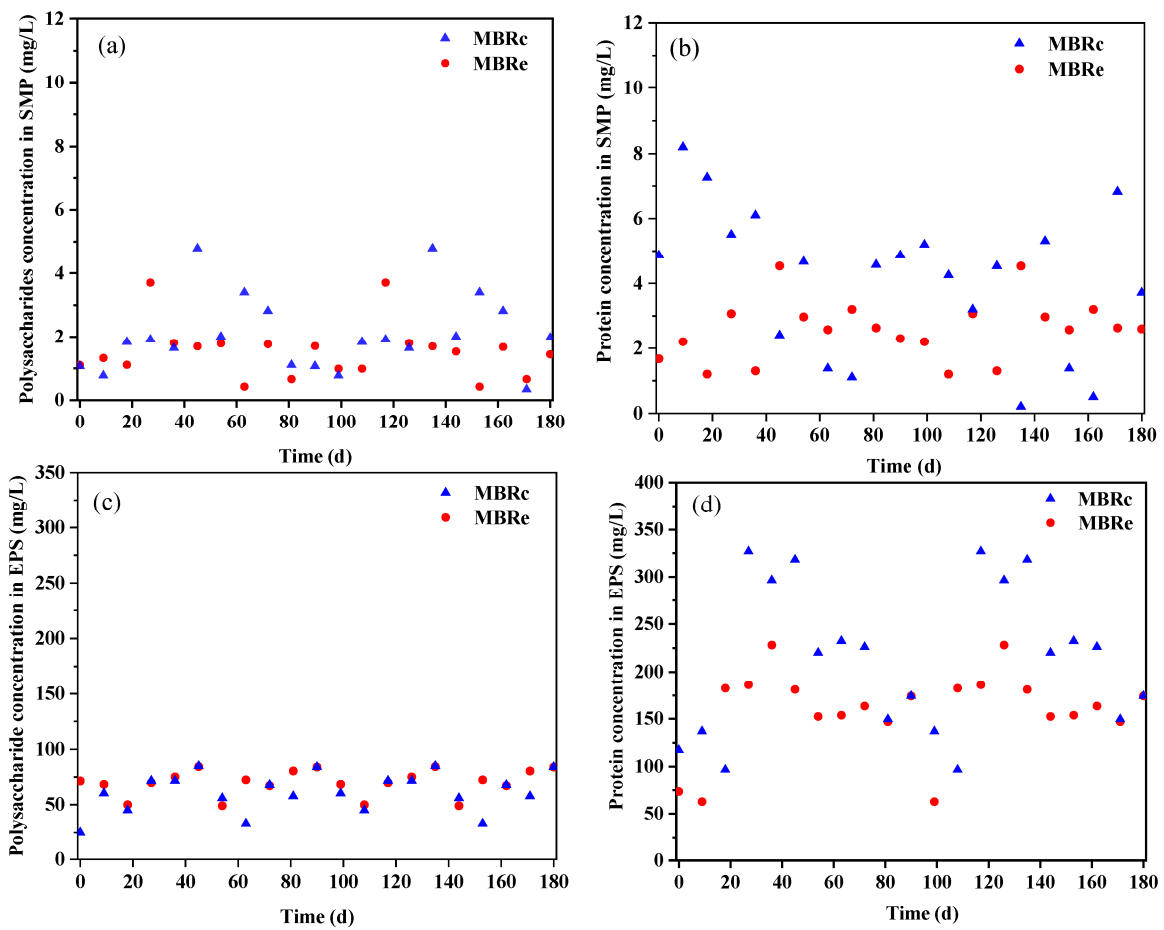 (a)
MBRc
MBRe
Polysaccharides concentration in SMP (mg/L)
12
10
8
6
4
2
0
0 20 40 60 80 100 120 140 160 180
Time (d)
(b)
MBRc
MBRe
Protein concentration in SMP (mg/L)
12
10
8
6
4
2
0
0 20 40 60 80 100 120 140 160 180
Time (d)
(c)
MBRc
MBRe
Polysaccharide concentration in EPS (mg/L)
350
300
250
200
150
100
50
0
0 20 40 60 80 100 120 140 160 180
Time (d)
(d)
MBRc
MBRe
Protein concentration in EPS (mg/L)
400
350
300
250
200
150
100
50
0
0 20 40 60 80 100 120 140 160 180
Time (d)